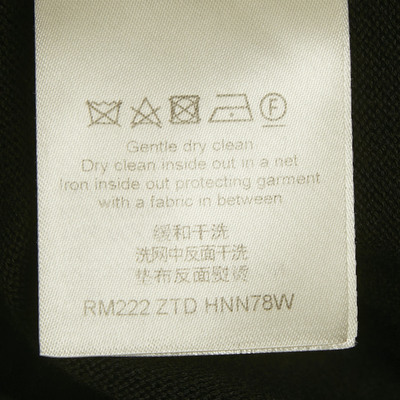 F
Gentle dry clean
Dry clean inside out in a net
Iron inside out protecting garment
with a fabric in between
缓和干洗
洗网中反面干洗
垫布反面熨烫
RM222 ZTD HNN78W